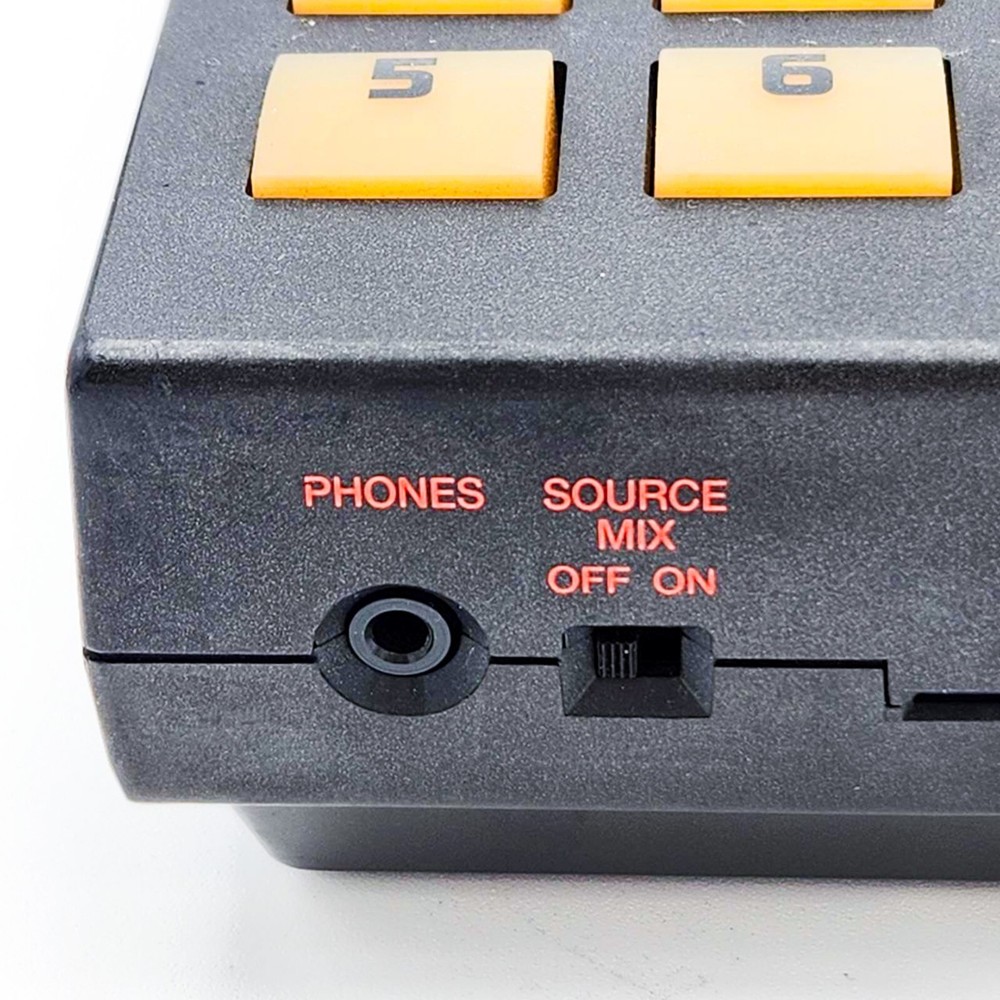 5 6
PHONES SOURCE
MIX
OFF ON